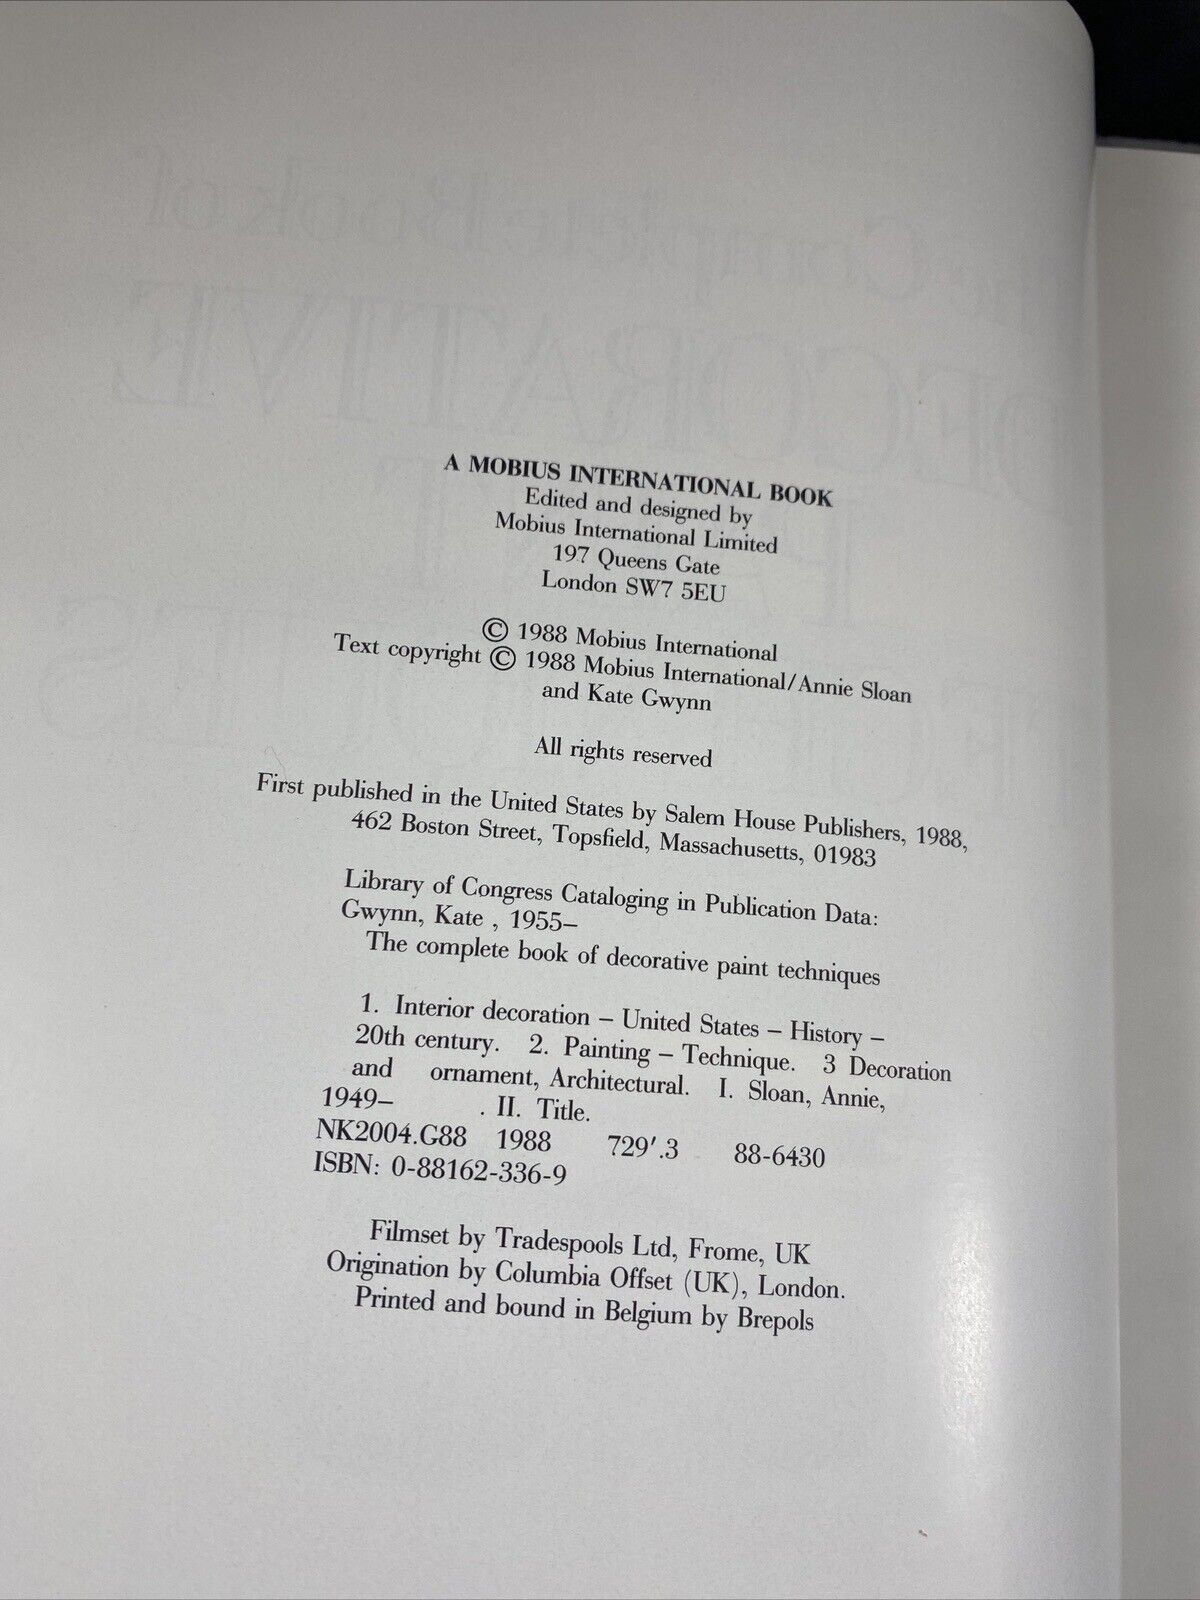 A MOBIUS INTERNATIONAL BOOK
Edited and designed by
Mobius International Limited
197 Queens Gate
London SW7 5EU
© 1988 Mobius International
Text copyright © 1988 Mobius International/Annie Sloan
and Kate Gwynn
All rights reserved
First published in the United States by Salem House Publishers, 1988,
462 Boston Street, Topsfield, Massachusetts, 01983
Library of Congress Cataloging in Publication Data:
Gwynn, Kate , 1955–
The complete book of decorative paint techniques
1. Interior decoration – United States – History –
20th century. 2. Painting – Technique. 3 Decoration
and ornament, Architectural. I. Sloan, Annie,
1949– . II. Title.
NK2004.G88 1988 729′.3 88-6430
ISBN: 0-88162-336-9
Filmset by Tradespools Ltd, Frome, UK
Origination by Columbia Offset (UK), London.
Printed and bound in Belgium by Brepols